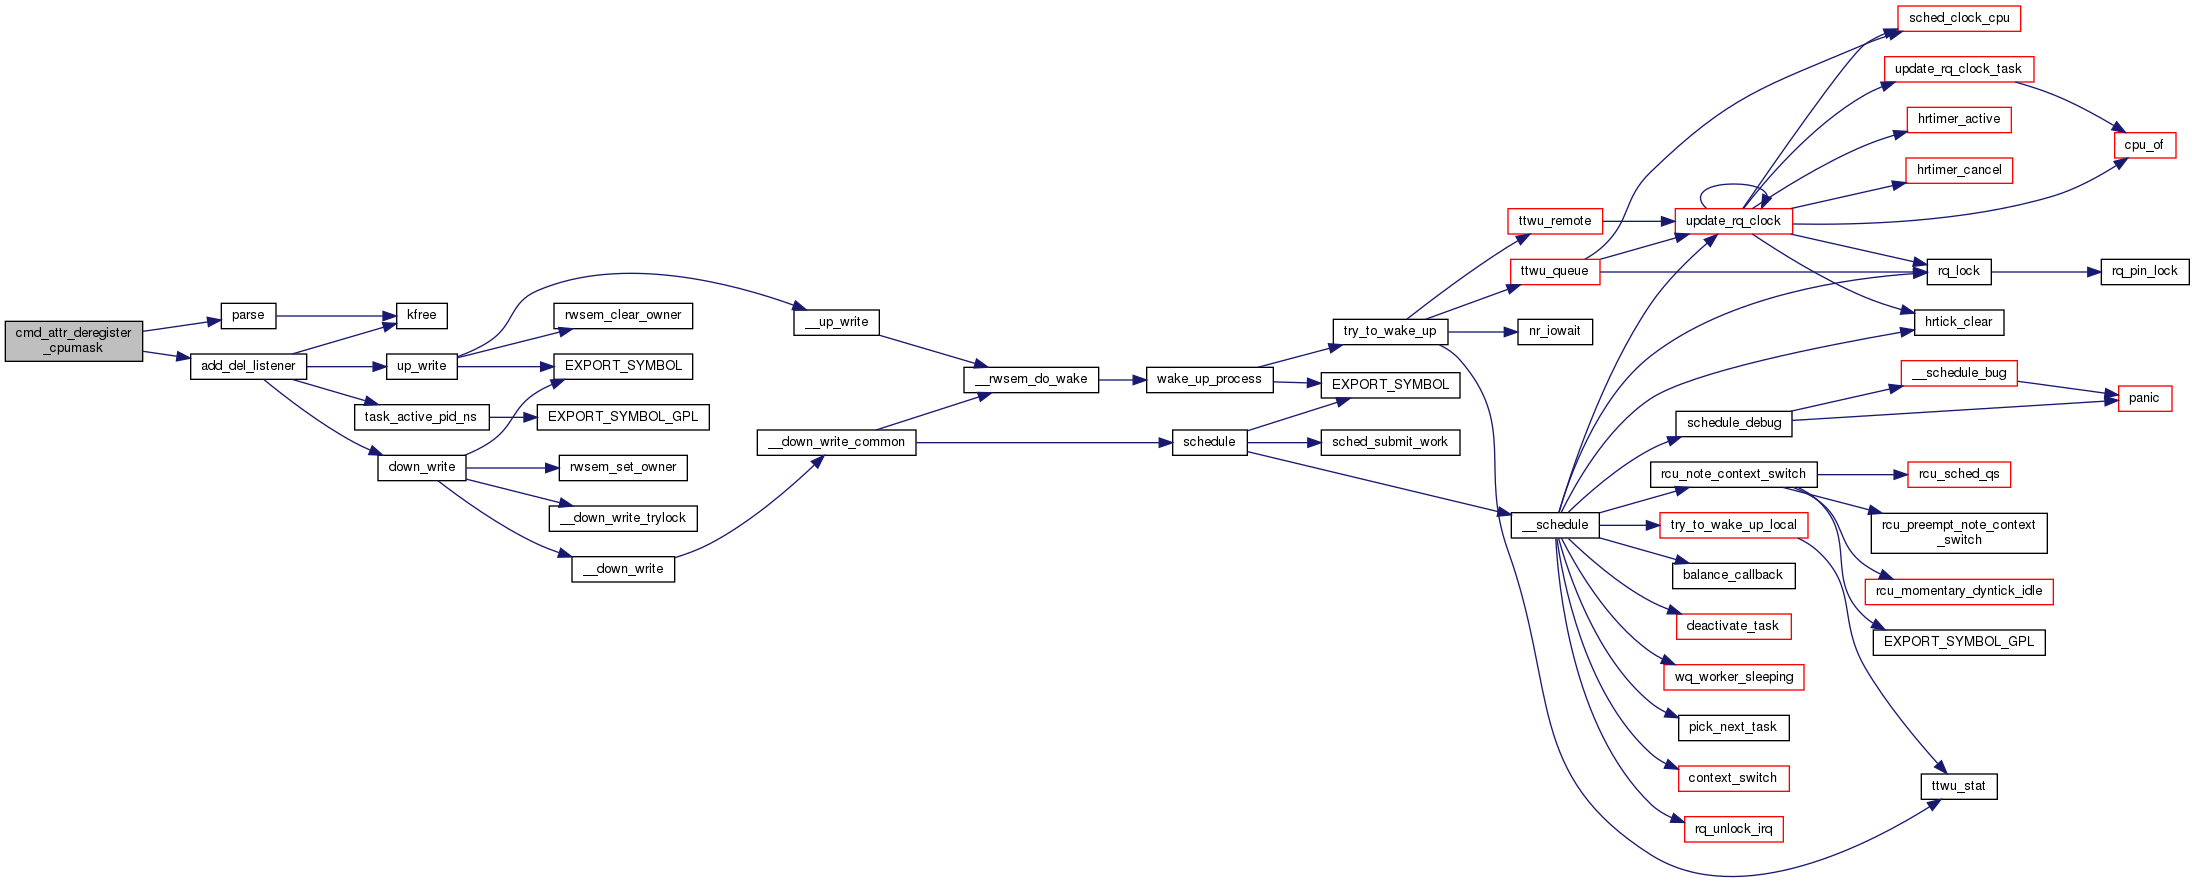 cmd_attr_deregister
_cpumask
parse
add_del_listener
kfree
up_write
task_active_pid_ns
down_write
rwsem_clear_owner
EXPORT_SYMBOL
EXPORT_SYMBOL_GPL
rwsem_set_owner
__down_write_trylock
__down_write
__up_write
__down_write_common
__rwsem_do_wake
wake_up_process
schedule
try_to_wake_up
EXPORT_SYMBOL
sched_submit_work
ttwu_remote
ttwu_queue
nr_iowait
__schedule
update_rq_clock
schedule_debug
rcu_note_context_switch
try_to_wake_up_local
balance_callback
deactivate_task
wq_worker_sleeping
pick_next_task
context_switch
rq_unlock_irq
sched_clock_cpu
update_rq_clock_task
hrtimer_active
hrtimer_cancel
rq_lock
hrtick_clear
__schedule_bug
rcu_sched_qs
rcu_preempt_note_context
_switch
rcu_momentary_dyntick_idle
EXPORT_SYMBOL_GPL
ttwu_stat
cpu_of
rq_pin_lock
panic